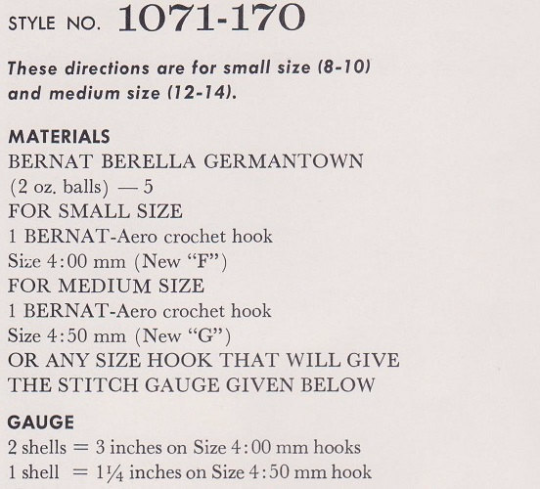 STYLE NO. 1071-170
These directions are for small size (8-10)
and medium size (12-14).
MATERIALS
BERNAT BERELLA GERMANTOWN
(2 oz. balls) — 5
FOR SMALL SIZE
1 BERNAT-Aero crochet hook
Size 4:00 mm (New “F”)
FOR MEDIUM SIZE
1 BERNAT-Aero crochet hook
Size 4:50 mm (New “G”)
OR ANY SIZE HOOK THAT WILL GIVE
THE STITCH GAUGE GIVEN BELOW
GAUGE
2 shells = 3 inches on Size 4:00 mm hooks
1 shell = 1¼ inches on Size 4:50 mm hook